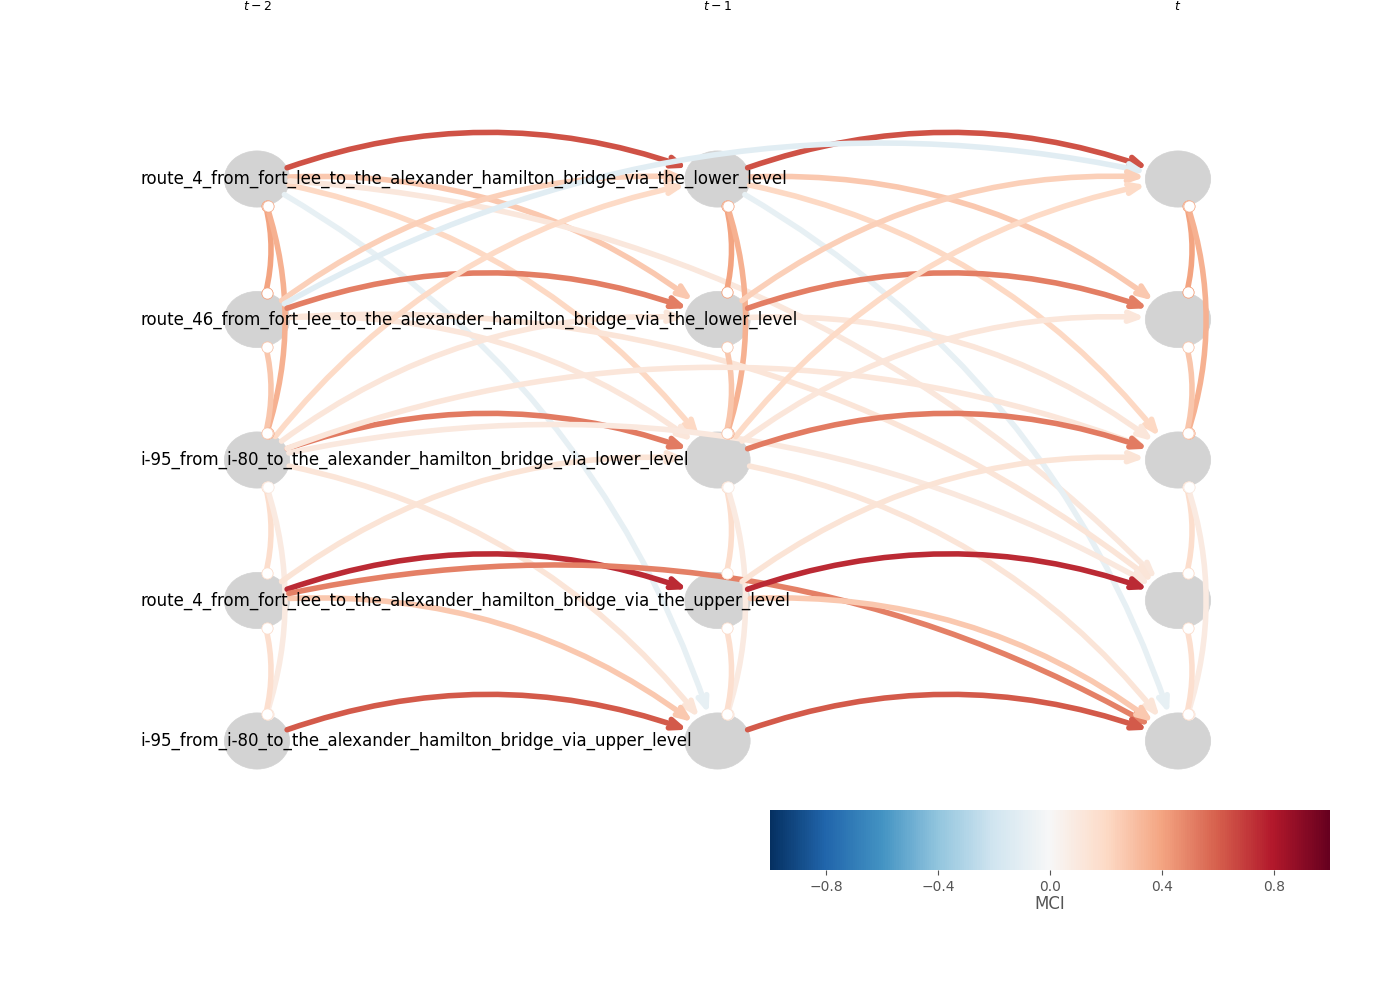 t − 2 t − 1 t
route_4_from_fort_lee_to_the_alexander_hamilton_bridge_via_the_lower_level
route_46_from_fort_lee_to_the_alexander_hamilton_bridge_via_the_lower_level
i-95_from_i-80_to_the_alexander_hamilton_bridge_via_lower_level
route_4_from_fort_lee_to_the_alexander_hamilton_bridge_via_the_upper_level
i-95_from_i-80_to_the_alexander_hamilton_bridge_via_upper_level
−0.8 −0.4 0.0 0.4 0.8
MCI